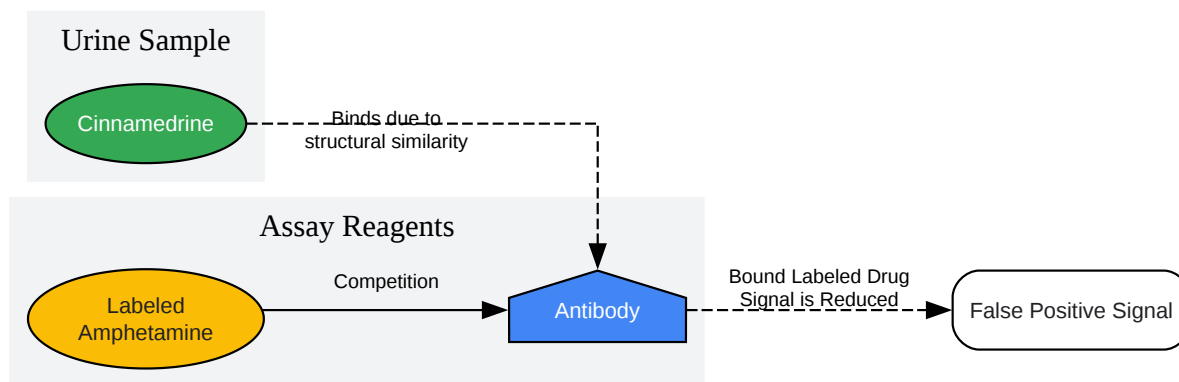 Urine Sample
Cinnamedrine
Binds due to
structural similarity
Assay Reagents
Labeled
Amphetamine
Competition
Antibody
Bound Labeled Drug
Signal is Reduced
False Positive Signal